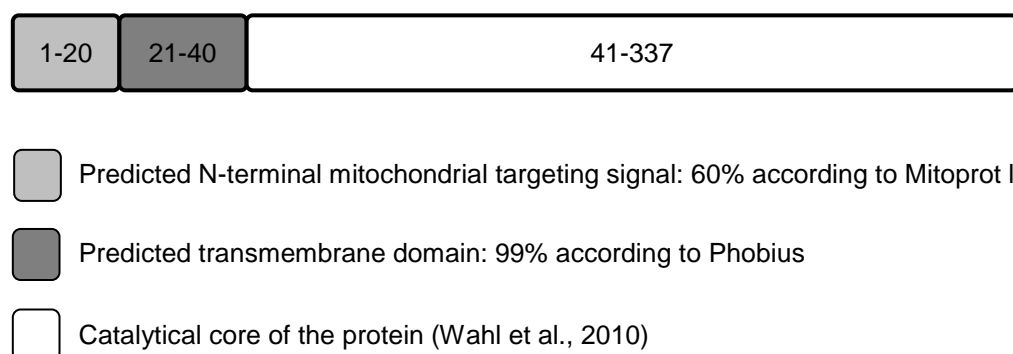 1-20 21-40 41-337
Predicted N-terminal mitochondrial targeting signal: 60% according to Mitoprot I
Predicted transmembrane domain: 99% according to Phobius
Catalytical core of the protein (Wahl et al., 2010)